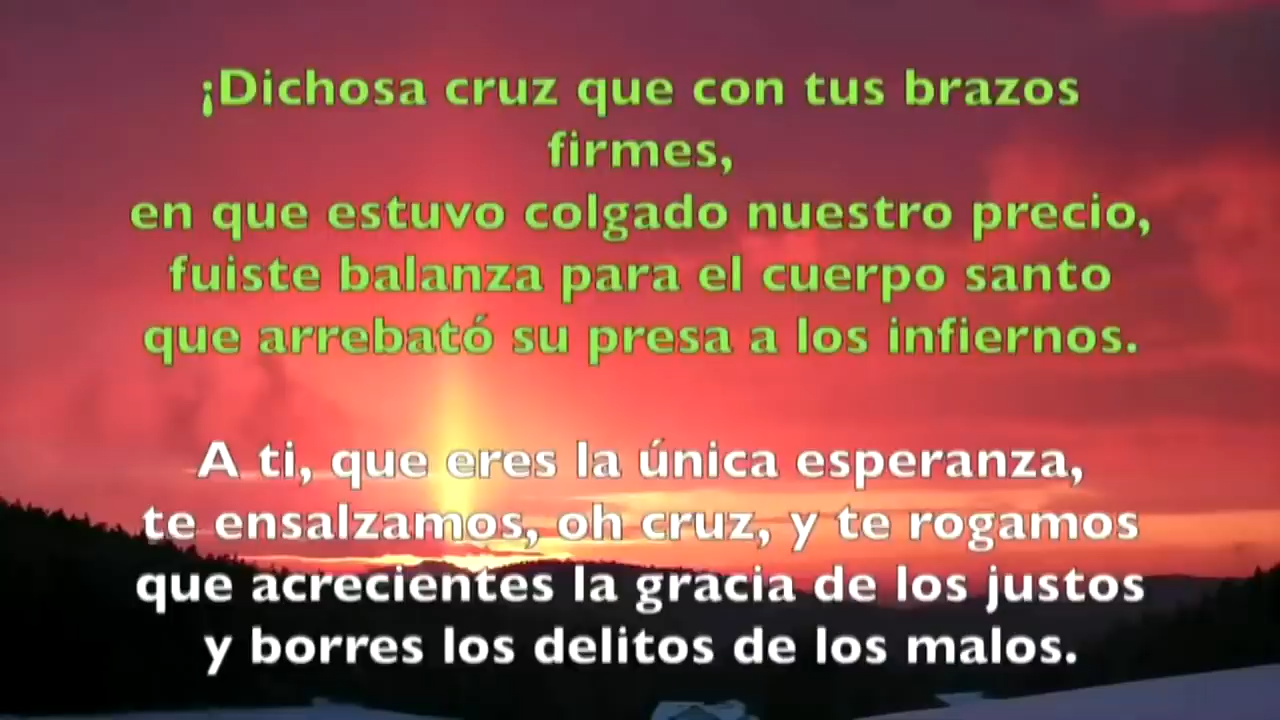 ¡Dichosa cruz que con tus brazos
firmes,
en que estuvo colgado nuestro precio,
fuiste balanza para el cuerpo santo
que arrebató su presa a los infiernos.
A ti, que eres la única esperanza,
te ensalzamos, oh cruz, y te rogamos
que acrecientes la gracia de los justos
y borres los delitos de los malos.